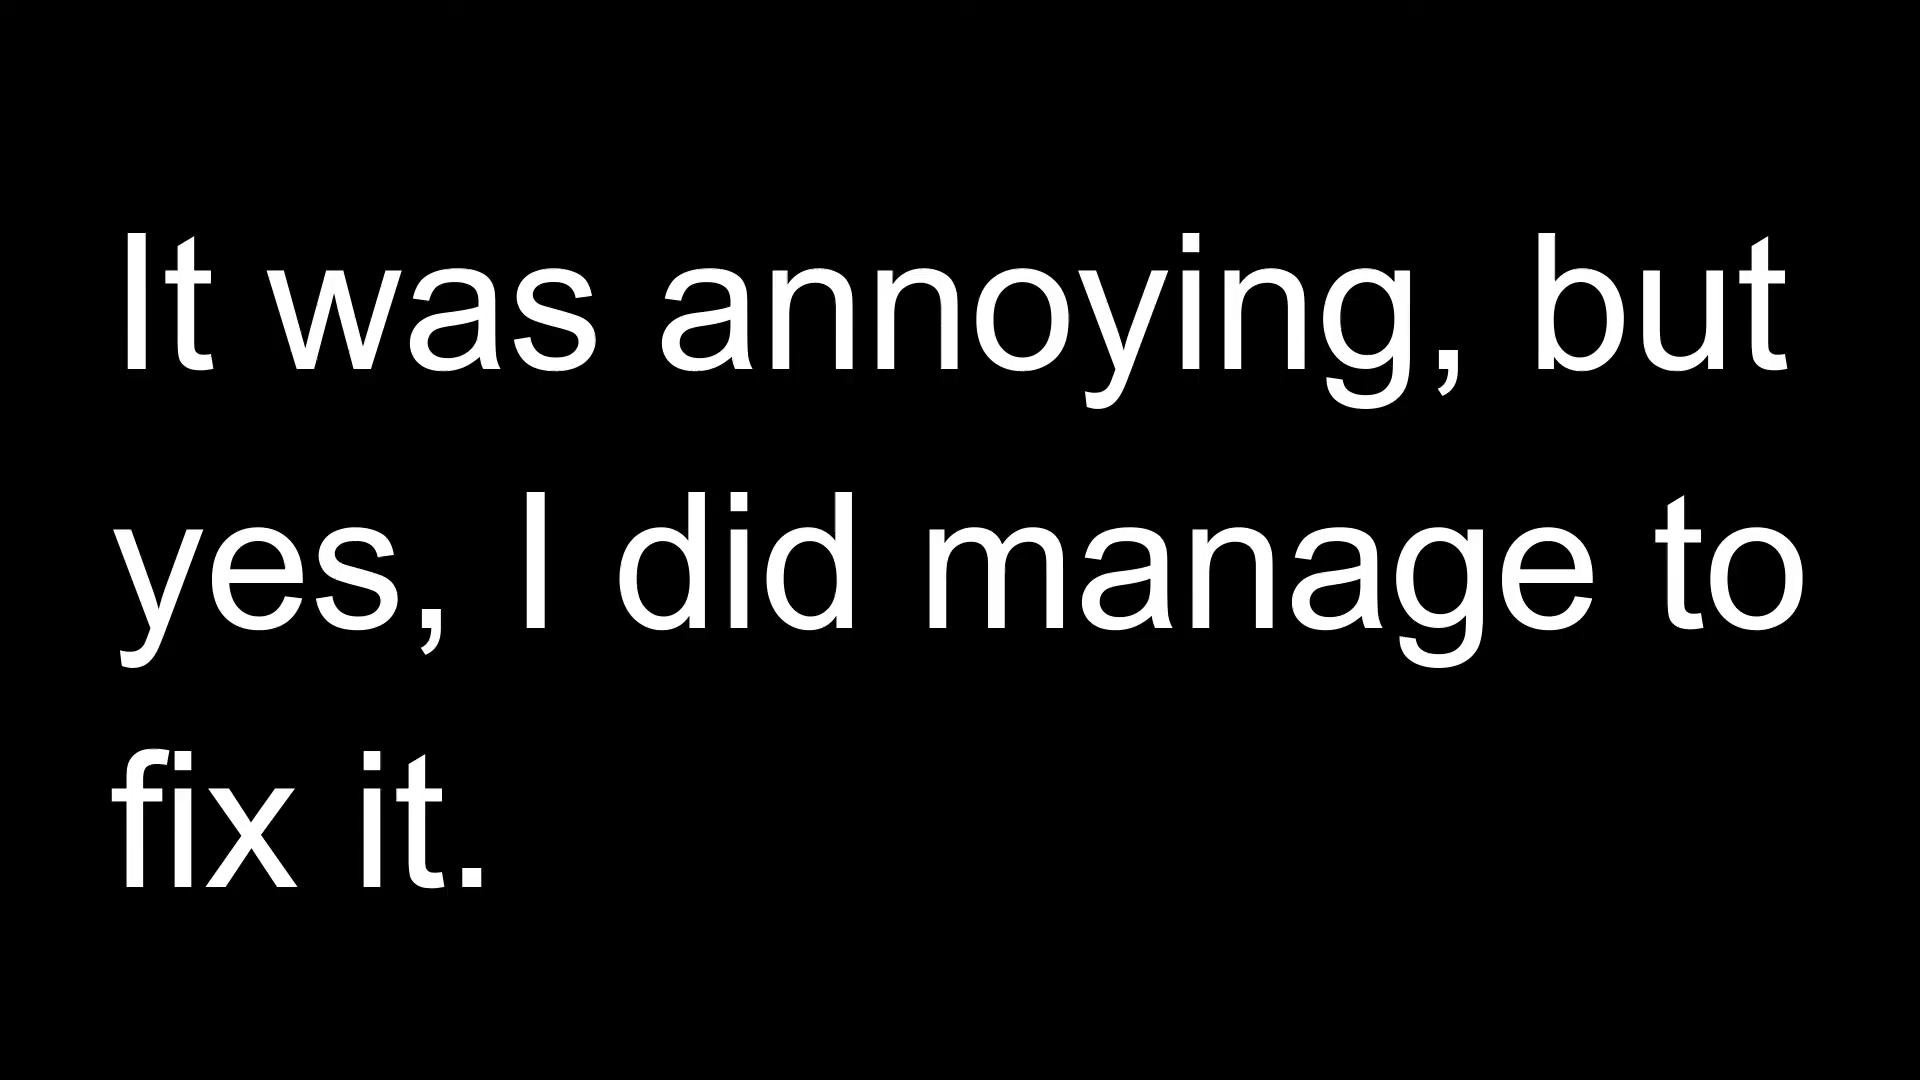 It was annoying, but
yes, I did manage to
fix it.